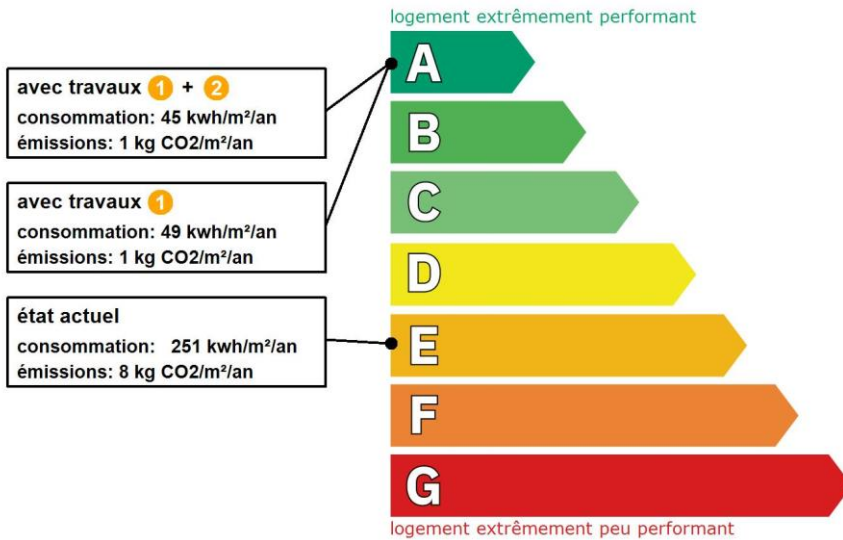 logement extrêmement performant
avec travaux 1 + 2
consommation: 45 kwh/m²/an
émissions: 1 kg CO2/m²/an
avec travaux 1
consommation: 49 kwh/m²/an
émissions: 1 kg CO2/m²/an
état actuel
consommation: 251 kwh/m²/an
émissions: 8 kg CO2/m²/an
A
B
C
D
E
F
G
logement extrêmement peu performant